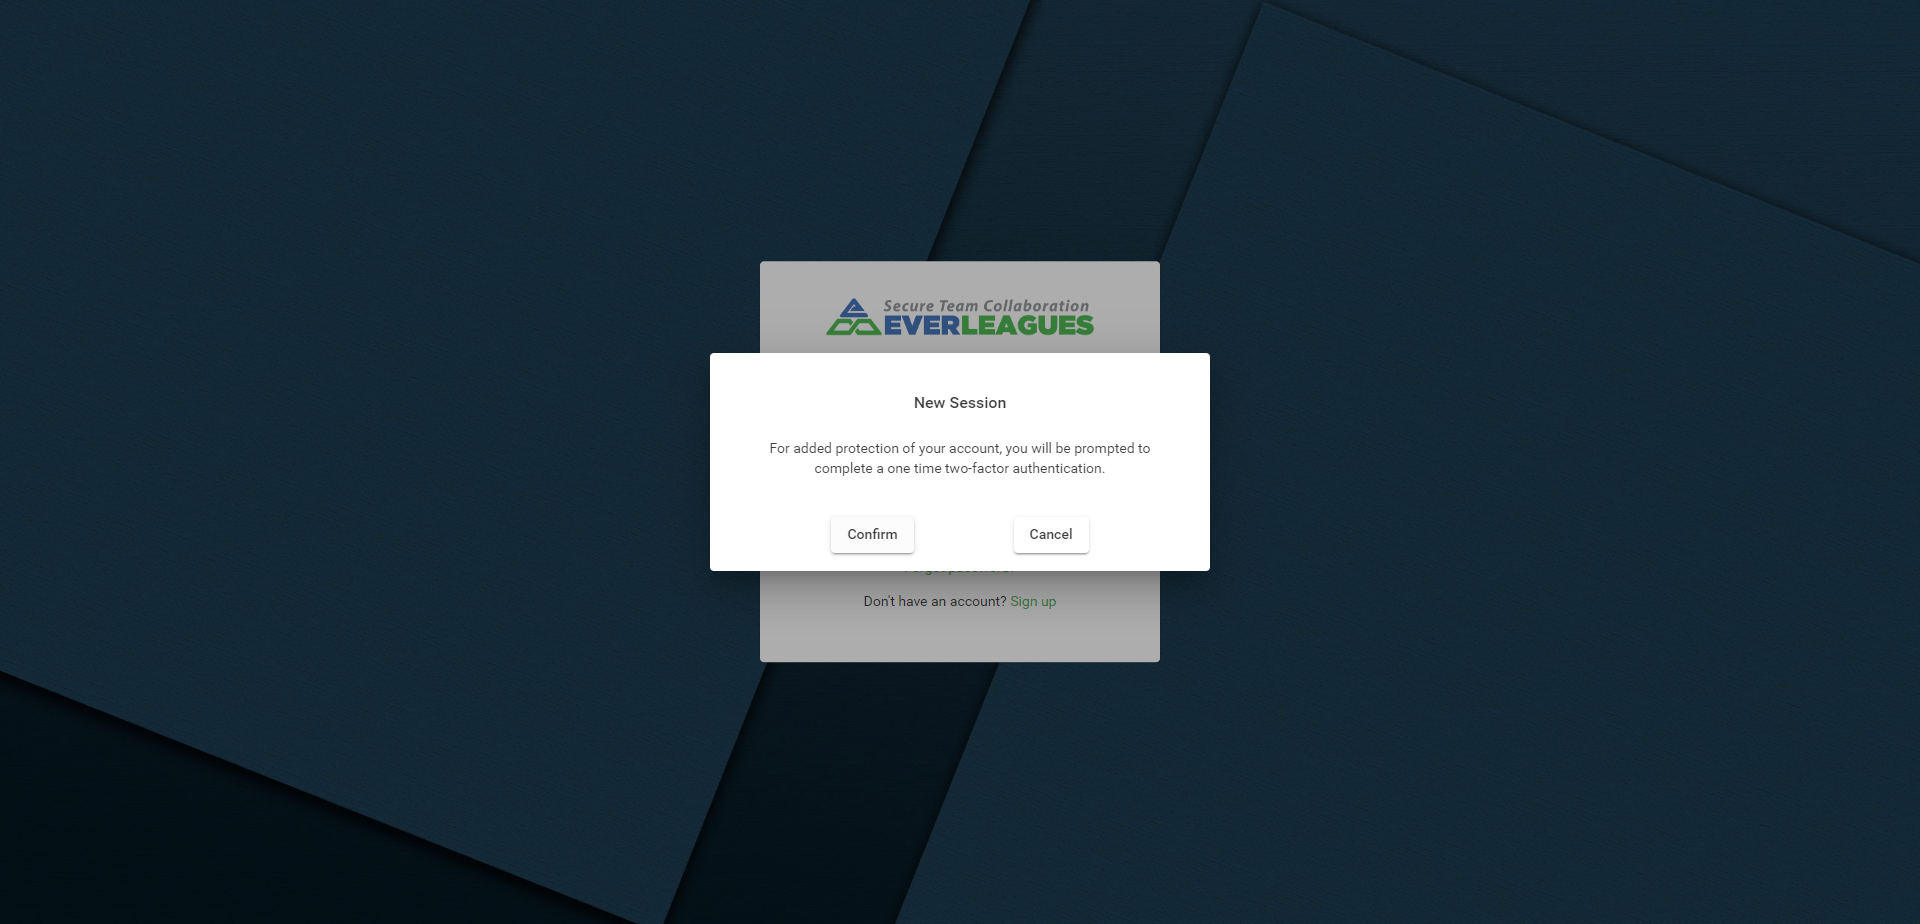 Secure Team Collaboration
EVERLEAGUES
New Session
For added protection of your account, you will be prompted to
complete a one time two-factor authentication.
Confirm
Cancel
Don't have an account? Sign up